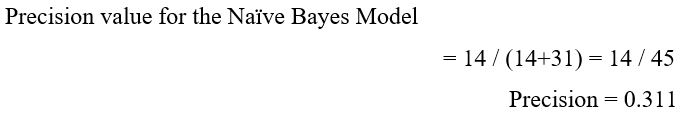 Precision value for the Naïve Bayes Model
= 14 / (14+31) = 14 / 45
Precision = 0.311